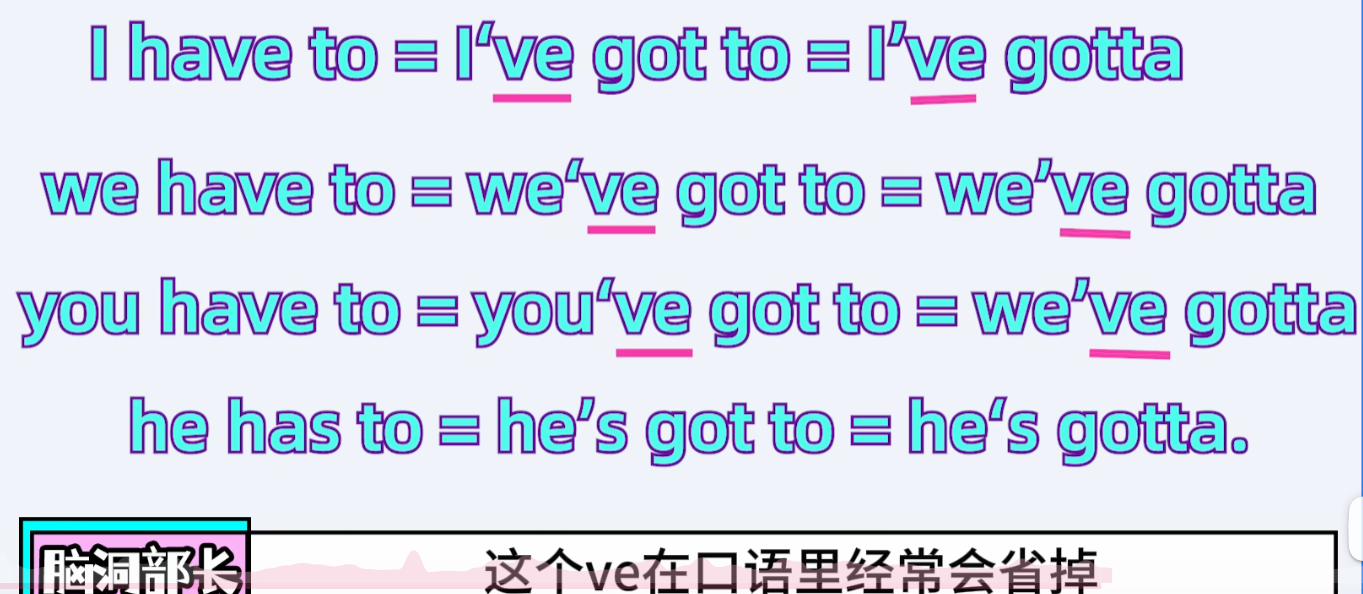 I have to = I‘ve got to = I’ve gotta
we have to = we‘ve got to = we’ve gotta
you have to = you‘ve got to = we’ve gotta
he has to = he’s got to = he‘s gotta.
脑洞部长
这个ve在口语里经常会省掉